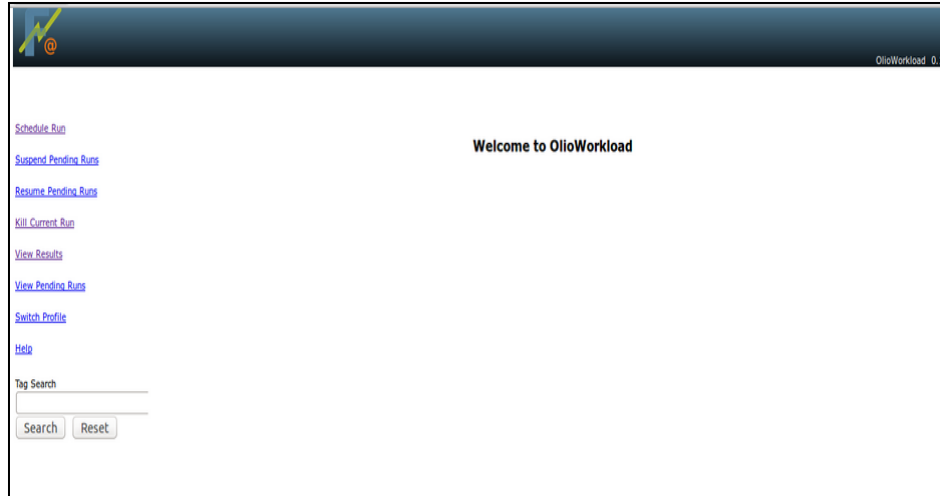 @
OlioWorkload 0.
Schedule Run
Welcome to OlioWorkload
Suspend Pending Runs
Resume Pending Runs
Kill Current Run
View Results
View Pending Runs
Switch Profile
Help
Tag Search
Search Reset